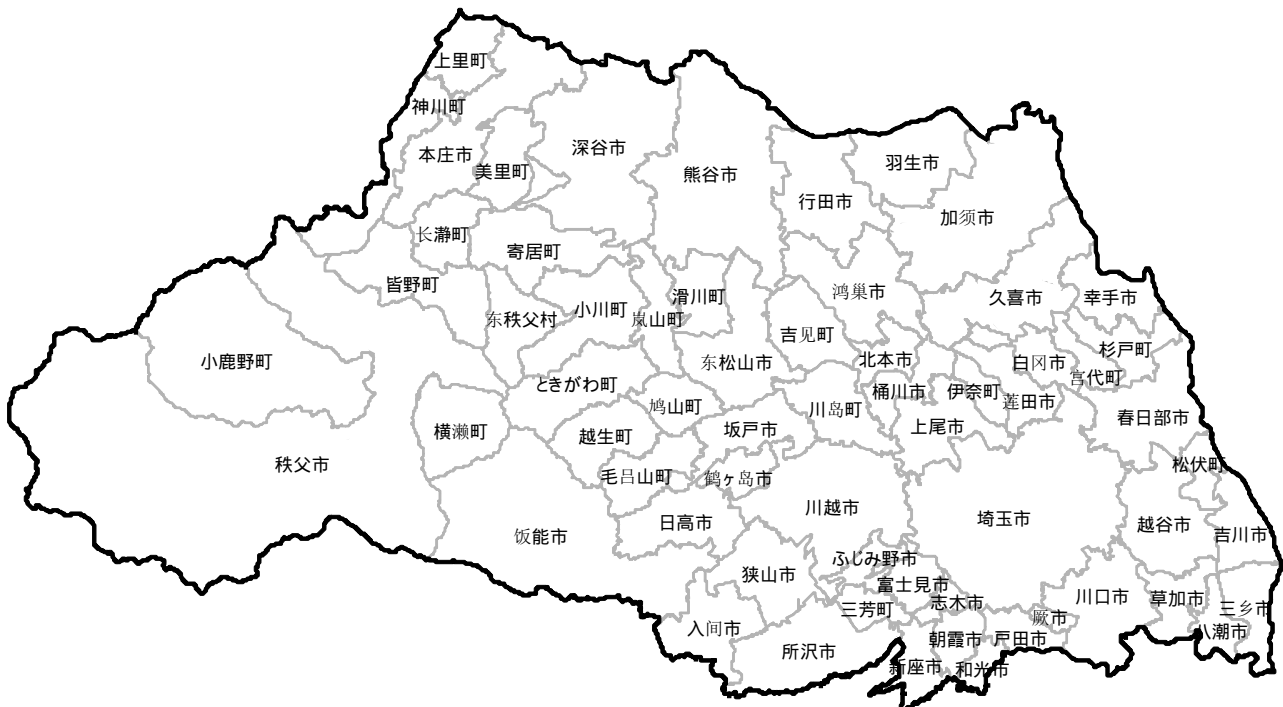 上里町
神川町
本庄市
美里町
深谷市
熊谷市
行田市
羽生市
加须市
长瀞町
寄居町
皆野町
东秩父村
小川町
岚山町
滑川町
吉见町
鸿巢市
久喜市
幸手市
小鹿野町
ときがわ町
东松山市
北本市
白冈市
杉户町
宫代町
横濑町
鸠山町
川岛町
桶川市
伊奈町
莲田市
春日部市
秩父市
越生町
坂戸市
上尾市
毛吕山町
鹤ヶ岛市
松伏町
饭能市
日高市
川越市
埼玉市
越谷市
吉川市
狭山市
ふじみ野市
富士見市
三芳町
志木市
川口市
草加市
三乡市
入间市
所沢市
朝霞市
戸田市
厥市
八潮市
新座市
和光市